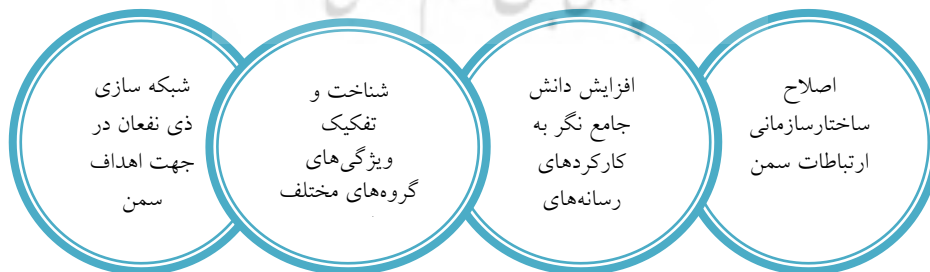 اصلاح
ساختارسازمانی
ارتباطات سمن
افزایش دانش
جامع نگر به
کارکردهای
رسانه‌های
شناخت و
تفکیک
ویژگی‌های
گروه‌های مختلف
شبکه سازی
ذی نفعان در
جهت اهداف
سمن